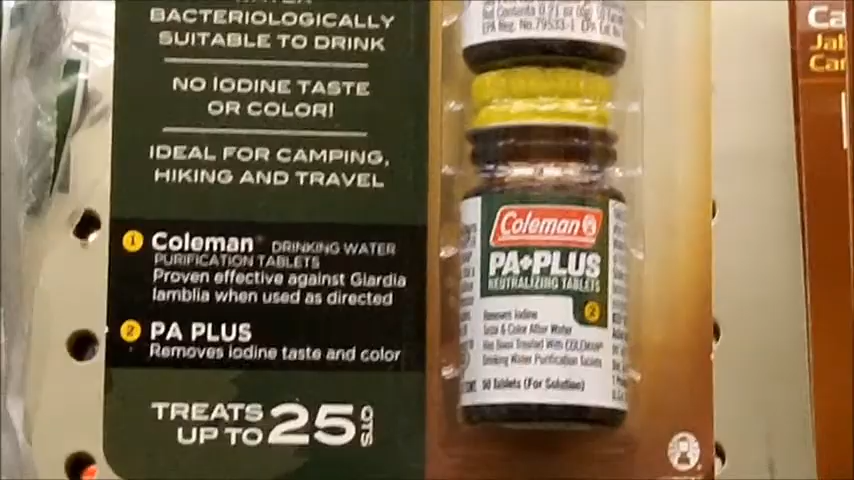 BACTERIOLOGICALLY
SUITABLE TO DRINK
NO IODINE TASTE
OR COLOR!
IDEAL FOR CAMPING,
HIKING AND TRAVEL
1 Coleman DRINKING WATER
PURIFICATION TABLETS
Proven effective against Giardia
lamblia when used as directed
2 PA PLUS
Removes iodine taste and color
TREATS
UP TO 25 QTS
Contents 0.21 oz
EPA Reg. No. 79533-1
Coleman
PA+PLUS
NEUTRALIZING TABLETS
2
Removes Iodine
Taste & Color After Water
Has Been Treated With COLEMAN
Drinking Water Purification Tablets
50 Tablets (For Solution)
Ca